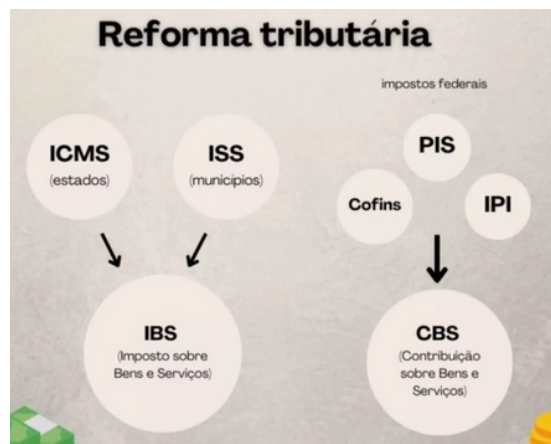 Reforma tributária
impostos federais
ICMS
(estados)
ISS
(municipios)
PIS
Cofins
IPI
IBS
(Imposto sobre
Bens e Serviços)
CBS
(Contribuição
sobre Bens e
Serviços)